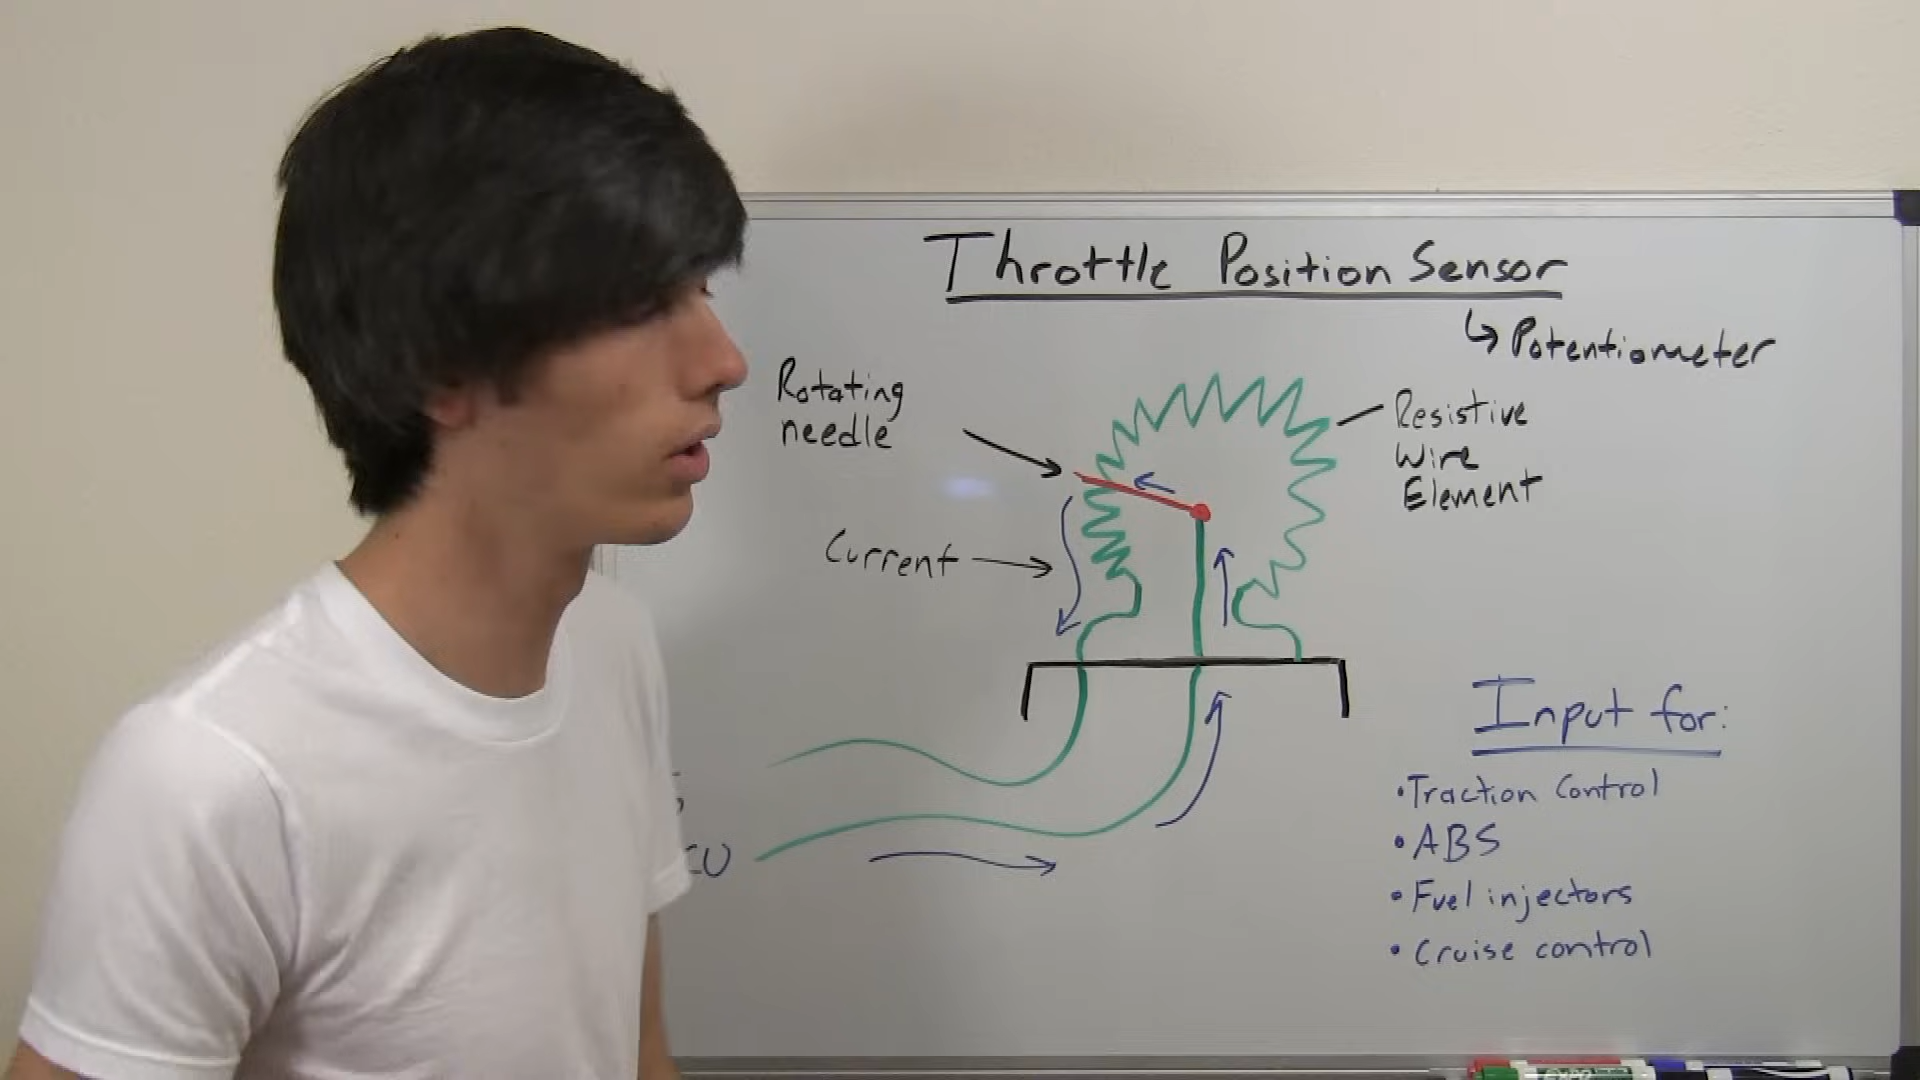 Throttle Position Sensor
↳ Potentiometer
Rotating
needle
Resistive
Wire
Element
Current
Input for:
• Traction Control
• ABS
• Fuel injectors
• Cruise control
EXPO